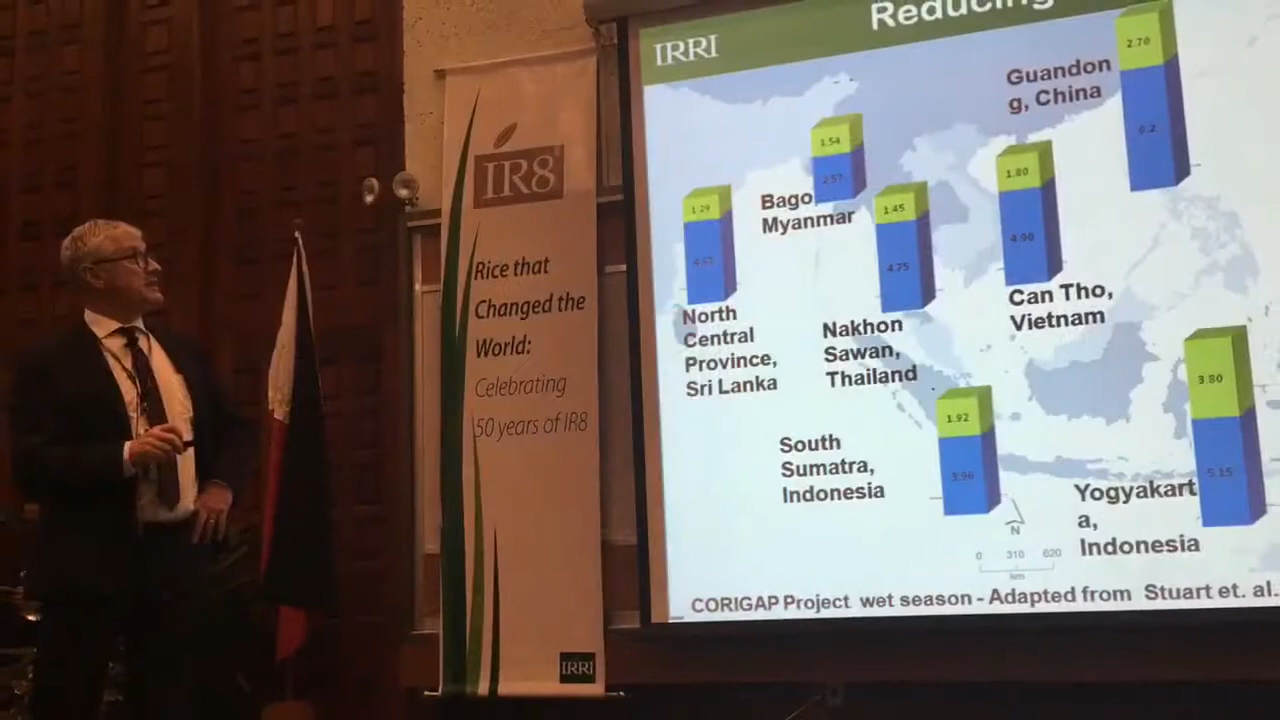 IR8
Rice that
Changed the
World:
Celebrating
50 years of IR8
IRRI
Reducing
IRRI
2.70
Guandon
g, China
6.2
1.54
2.57
Bago,
Myanmar
1.80
4.90
Can Tho,
Vietnam
1.29
North
Central
Province,
Sri Lanka
1.45
4.75
Nakhon
Sawan,
Thailand
1.92
3.96
South
Sumatra,
Indonesia
3.80
5.15
Yogyakart
a,
Indonesia
N
0 310 620
km
CORIGAP Project wet season - Adapted from Stuart et. al.